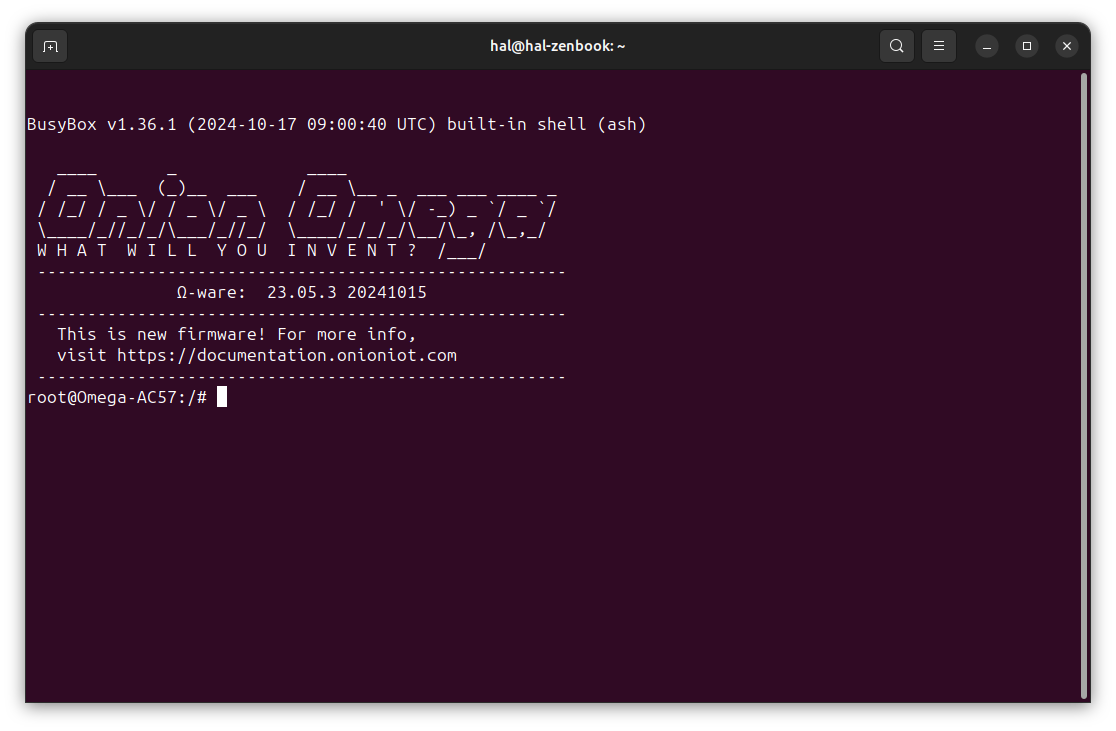 hal@hal-zenbook: ~
BusyBox v1.36.1 (2024-10-17 09:00:40 UTC) built-in shell (ash)
   ____       _             ____
  / __ \___  (_)__  ___    / __ \__ _  ___ ___ ____ _
 / /_/ / _ \/ / _ \/ _ \  / /_/ /  ' \/ -_) _ `/ _ `/
 \____/_//_/_/\___/_//_/  \____/_/_/_/\__/\_, /\_,_/
 W H A T  W I L L  Y O U  I N V E N T ?  /___/
 -----------------------------------------------------
               Ω-ware:  23.05.3 20241015
 -----------------------------------------------------
   This is new firmware! For more info,
   visit https://documentation.onioniot.com
 -----------------------------------------------------
root@Omega-AC57:/#